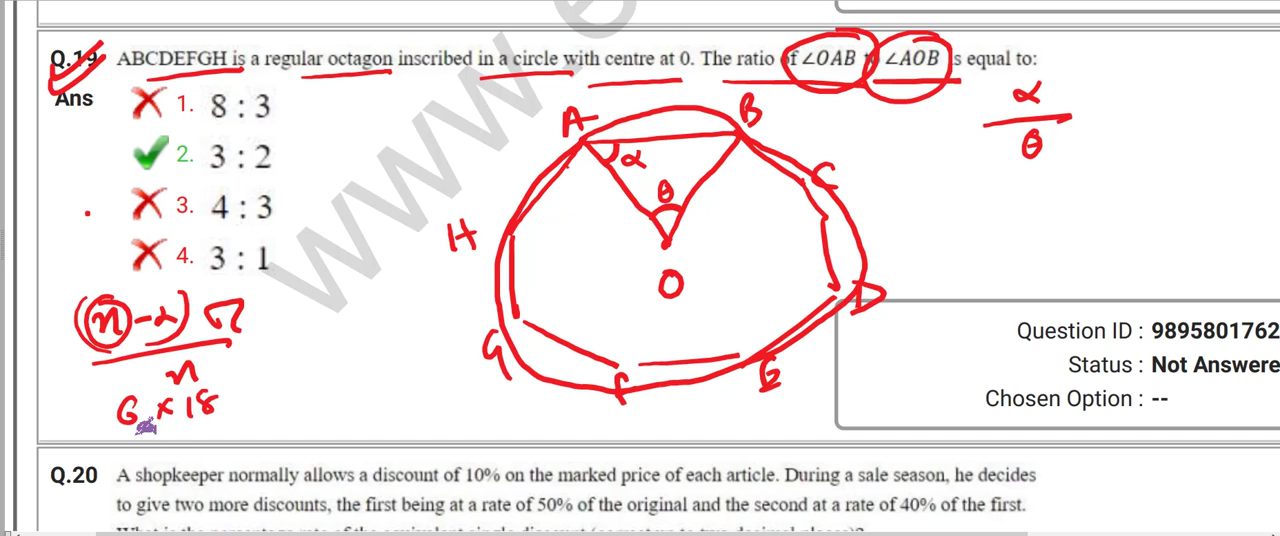 Q.19 ABCDEFGH is a regular octagon inscribed in a circle with centre at 0. The ratio of ∠OAB to ∠AOB is equal to:
Ans
1. 8 : 3
2. 3 : 2
3. 4 : 3
4. 3 : 1
α
θ
A
B
C
D
E
F
G
H
O
α
θ
(n-2) π
n
6 × 18
www.
Question ID : 9895801762
Status : Not Answere
Chosen Option : --
Q.20 A shopkeeper normally allows a discount of 10% on the marked price of each article. During a sale season, he decides
to give two more discounts, the first being at a rate of 50% of the original and the second at a rate of 40% of the first.